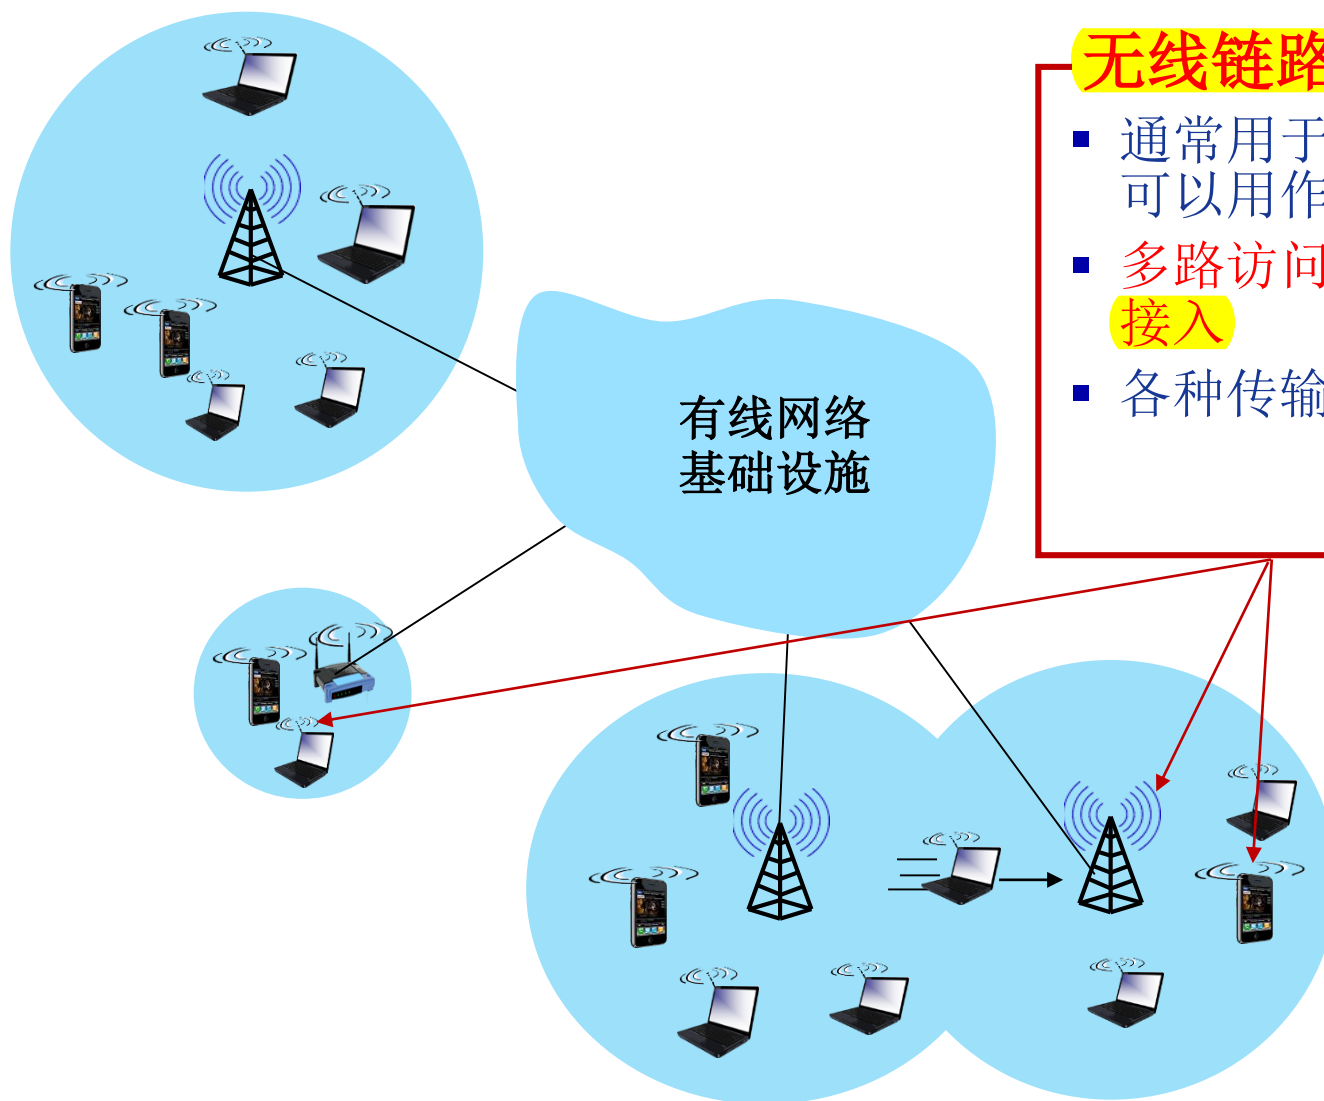 无线链路
通常用于
可以用作
多路访问
接入
各种传输
有线网络
基础设施